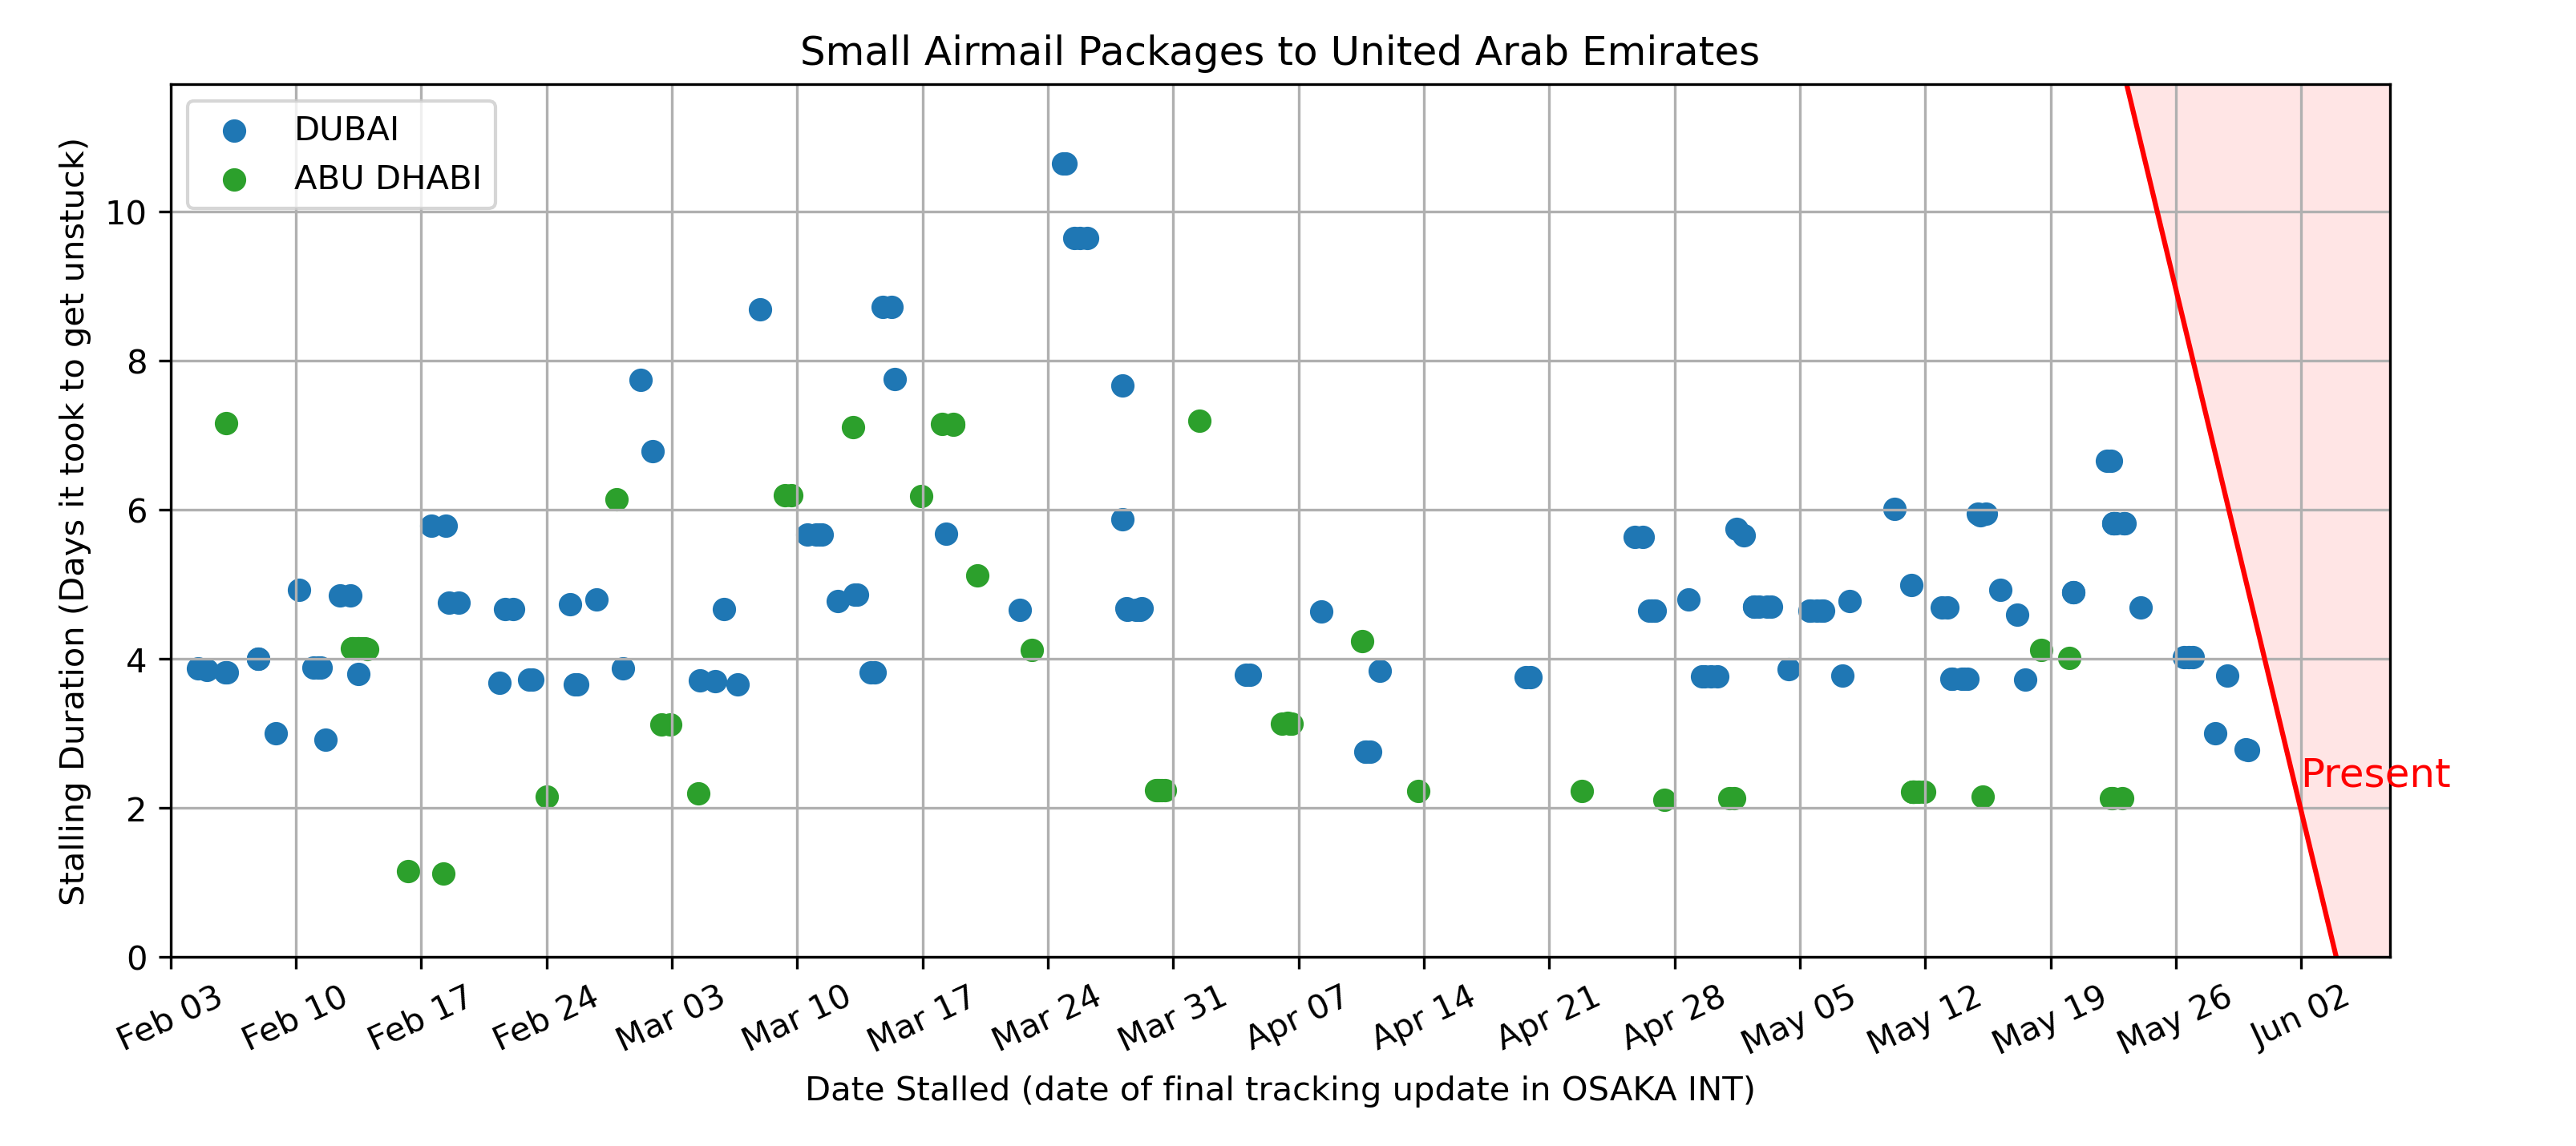 Small Airmail Packages to United Arab Emirates
DUBAI
ABU DHABI
Stalling Duration (Days it took to get unstuck)
10
8
6
4
2
0
Present
Feb 03
Feb 10
Feb 17
Feb 24
Mar 03
Mar 10
Mar 17
Mar 24
Mar 31
Apr 07
Apr 14
Apr 21
Apr 28
May 05
May 12
May 19
May 26
Jun 02
Date Stalled (date of final tracking update in OSAKA INT)